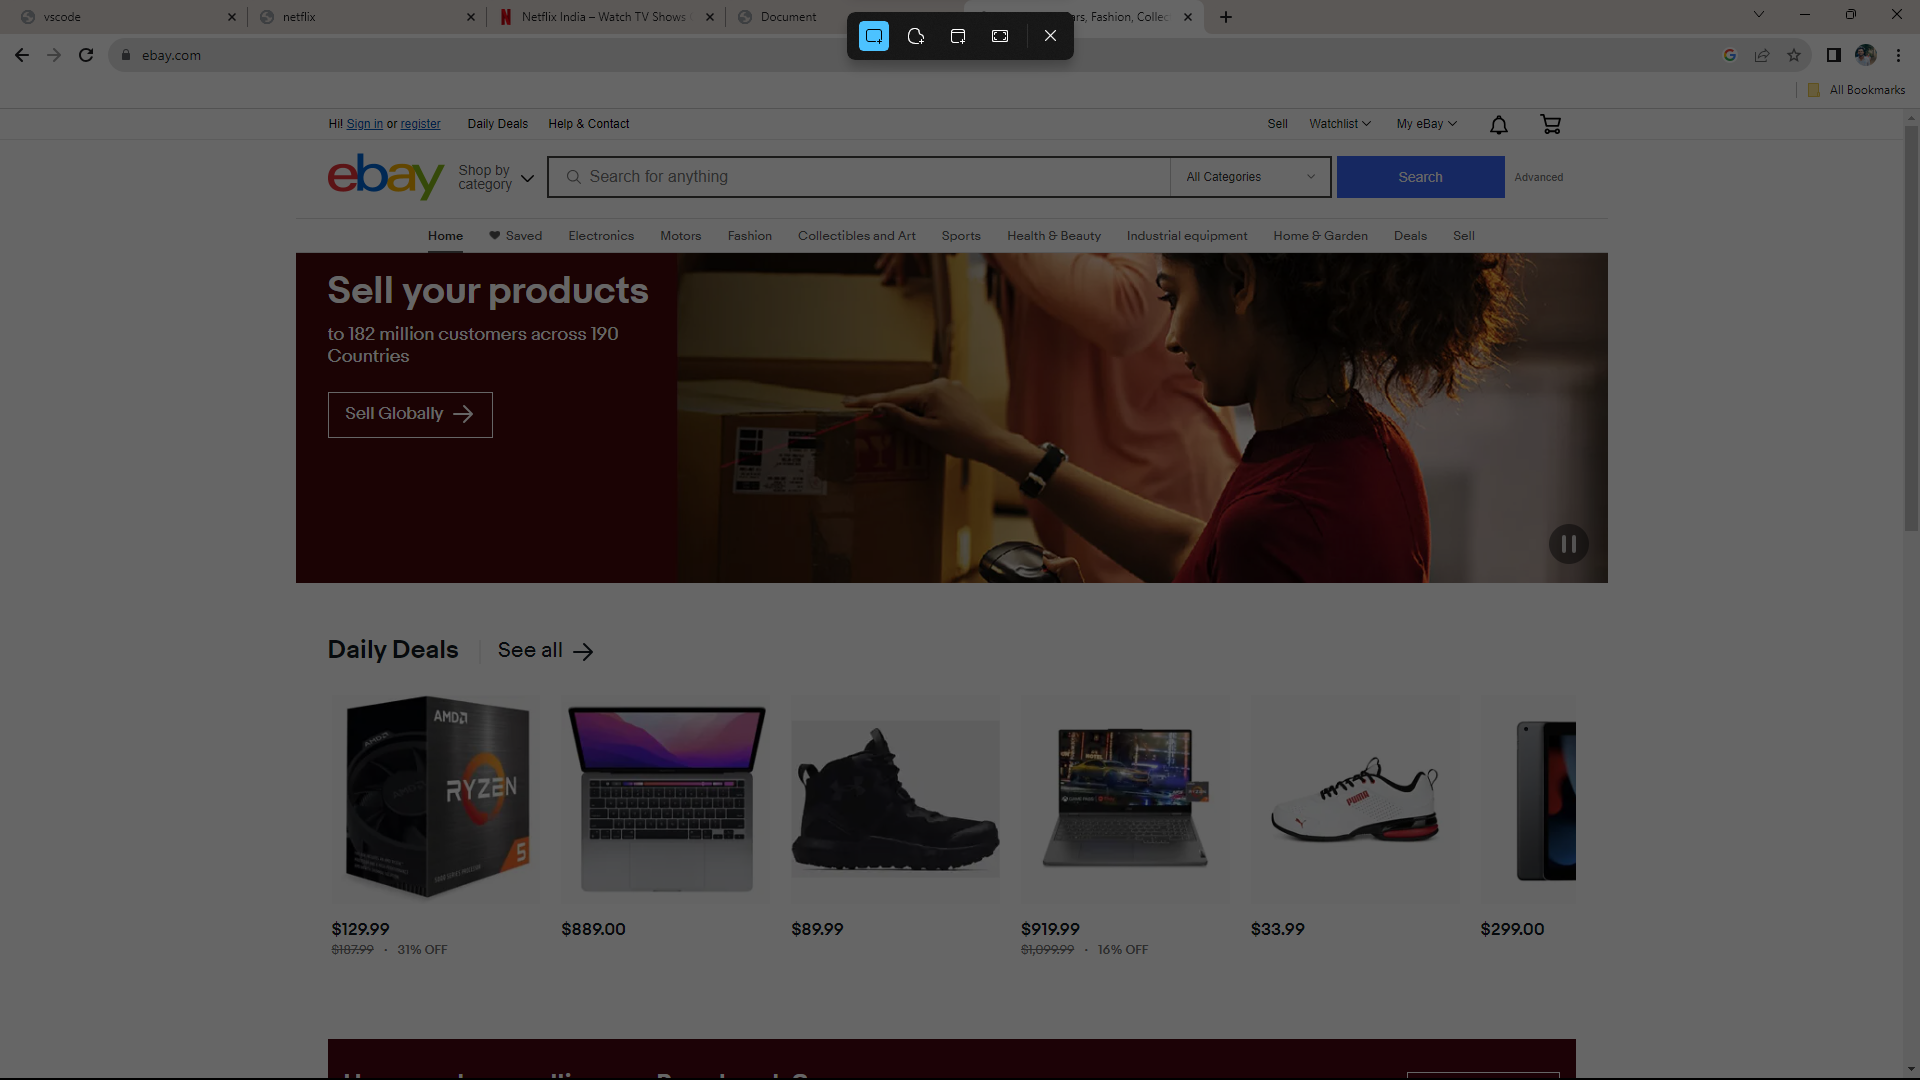 vscode
netflix
Netflix India – Watch TV Shows
Document
ars, Fashion, Collec
ebay.com
All Bookmarks
Hi! Sign in or register
Daily Deals
Help & Contact
Sell
Watchlist
My eBay
ebay
Shop by
category
Search for anything
All Categories
Search
Advanced
Home
Saved
Electronics
Motors
Fashion
Collectibles and Art
Sports
Health & Beauty
Industrial equipment
Home & Garden
Deals
Sell
Sell your products
to 182 million customers across 190
Countries
Sell Globally
Daily Deals
See all
AMD
AMD
RYZEN
5
PUMA
$129.99
$187.99 · 31% OFF
$889.00
$89.99
$919.99
$1,099.99 · 16% OFF
$33.99
$299.00